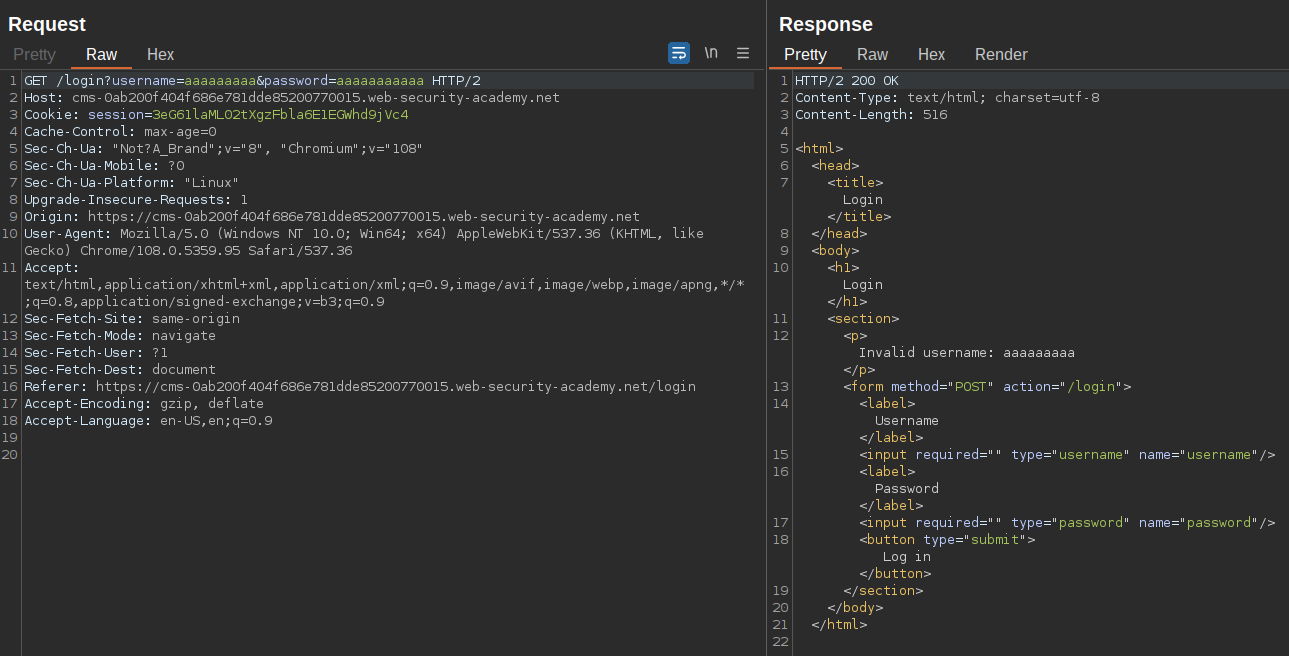 Request
Pretty Raw Hex \n
1 GET /login?username=aaaaaaaaa&password=aaaaaaaaaaa HTTP/2
2 Host: cms-0ab200f404f686e781dde85200770015.web-security-academy.net
3 Cookie: session=3eG61laML02tXgzFbla6E1EGWhd9jVc4
4 Cache-Control: max-age=0
5 Sec-Ch-Ua: "Not?A_Brand";v="8", "Chromium";v="108"
6 Sec-Ch-Ua-Mobile: ?0
7 Sec-Ch-Ua-Platform: "Linux"
8 Upgrade-Insecure-Requests: 1
9 Origin: https://cms-0ab200f404f686e781dde85200770015.web-security-academy.net
10 User-Agent: Mozilla/5.0 (Windows NT 10.0; Win64; x64) AppleWebKit/537.36 (KHTML, like
Gecko) Chrome/108.0.5359.95 Safari/537.36
11 Accept:
text/html,application/xhtml+xml,application/xml;q=0.9,image/avif,image/webp,image/apng,*/*
;q=0.8,application/signed-exchange;v=b3;q=0.9
12 Sec-Fetch-Site: same-origin
13 Sec-Fetch-Mode: navigate
14 Sec-Fetch-User: ?1
15 Sec-Fetch-Dest: document
16 Referer: https://cms-0ab200f404f686e781dde85200770015.web-security-academy.net/login
17 Accept-Encoding: gzip, deflate
18 Accept-Language: en-US,en;q=0.9
19
20
Response
Pretty Raw Hex Render
1 HTTP/2 200 OK
2 Content-Type: text/html; charset=utf-8
3 Content-Length: 516
4
5 <html>
6 <head>
7 <title>
Login
</title>
8 </head>
9 <body>
10 <h1>
Login
</h1>
11 <section>
12 <p>
Invalid username: aaaaaaaaa
</p>
13 <form method="POST" action="/login">
14 <label>
Username
</label>
15 <input required="" type="username" name="username"/>
16 <label>
Password
</label>
17 <input required="" type="password" name="password"/>
18 <button type="submit">
Log in
</button>
19 </section>
20 </body>
21 </html>
22